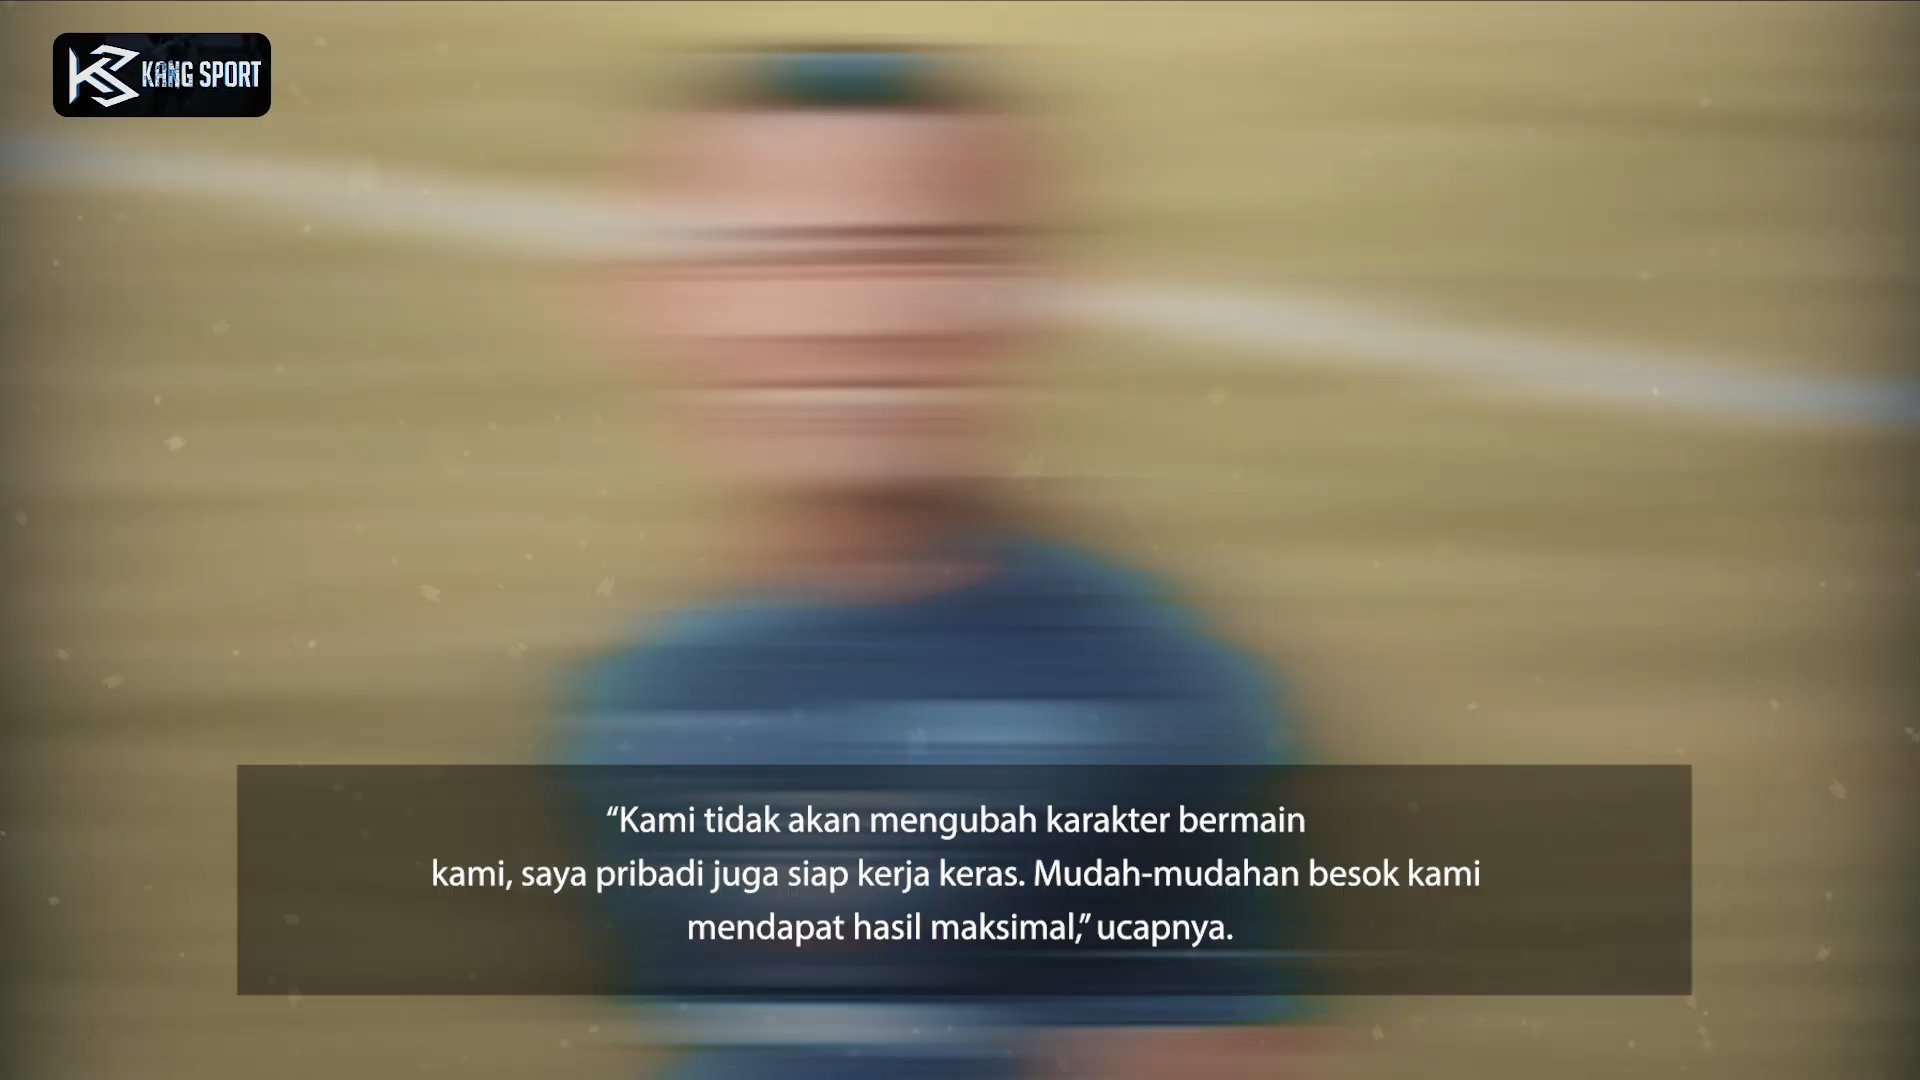 KANG SPORT
“Kami tidak akan mengubah karakter bermain
kami, saya pribadi juga siap kerja keras. Mudah-mudahan besok kami
mendapat hasil maksimal,” ucapnya.